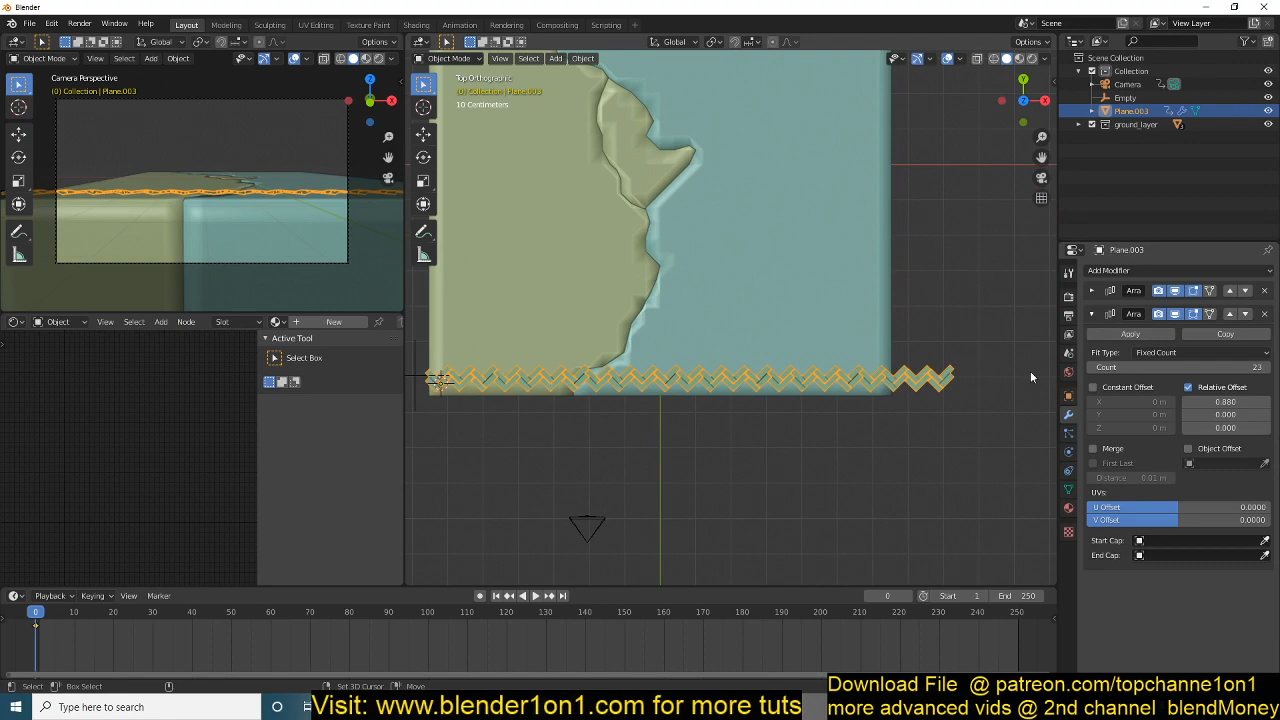 Blender
File Edit Render Window Help Layout Modeling Sculpting UV Editing Texture Paint Shading Animation Rendering Compositing Scripting + Scene View Layer
Global Options
Object Mode View Select Add Object
Camera Perspective
(0) Collection | Plane.003
Global Options
Object Mode View Select Add Object
Top Orthographic
(0) Collection | Plane.003
10 Centimeters
Scene Collection
Collection
Camera
Empty
Plane.003
ground_layer
Plane.003
Add Modifier
Arra
Arra
Apply Copy
Fit Type: Fixed Count
Count 23
Constant Offset Relative Offset
X 0 m 0.880
Y 0 m 0.000
Z 0 m 0.000
Merge Object Offset
First Last
Distance 0.01 m
UVs:
U Offset 0.0000
V Offset 0.0000
Start Cap:
End Cap:
Object View Select Add Node Slot New
Active Tool
Select Box
Playback Keying View Marker 0 Start 1 End 250
0 10 20 30 40 50 60 70 80 90 100 110 120 130 140 150 160 170 180 190 200 210 220 230 240 250
Select Box Select Set 3D Cursor Move
Type here to search
Visit: www.blender1on1.com for more tuts
Download File @ patreon.com/topchanne1on1
more advanced vids @ 2nd channel blendMoney